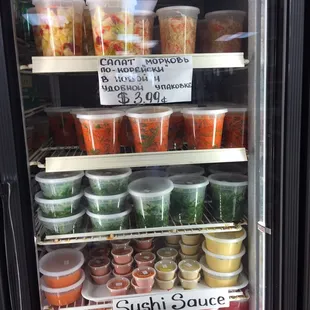 САЛАТ МОРКОВЬ
ПО-КОРЕЙСКИ
В НОВОЙ И
УДОБНОЙ УПАКОВКЕ
$3.99¢
Sushi Sauce